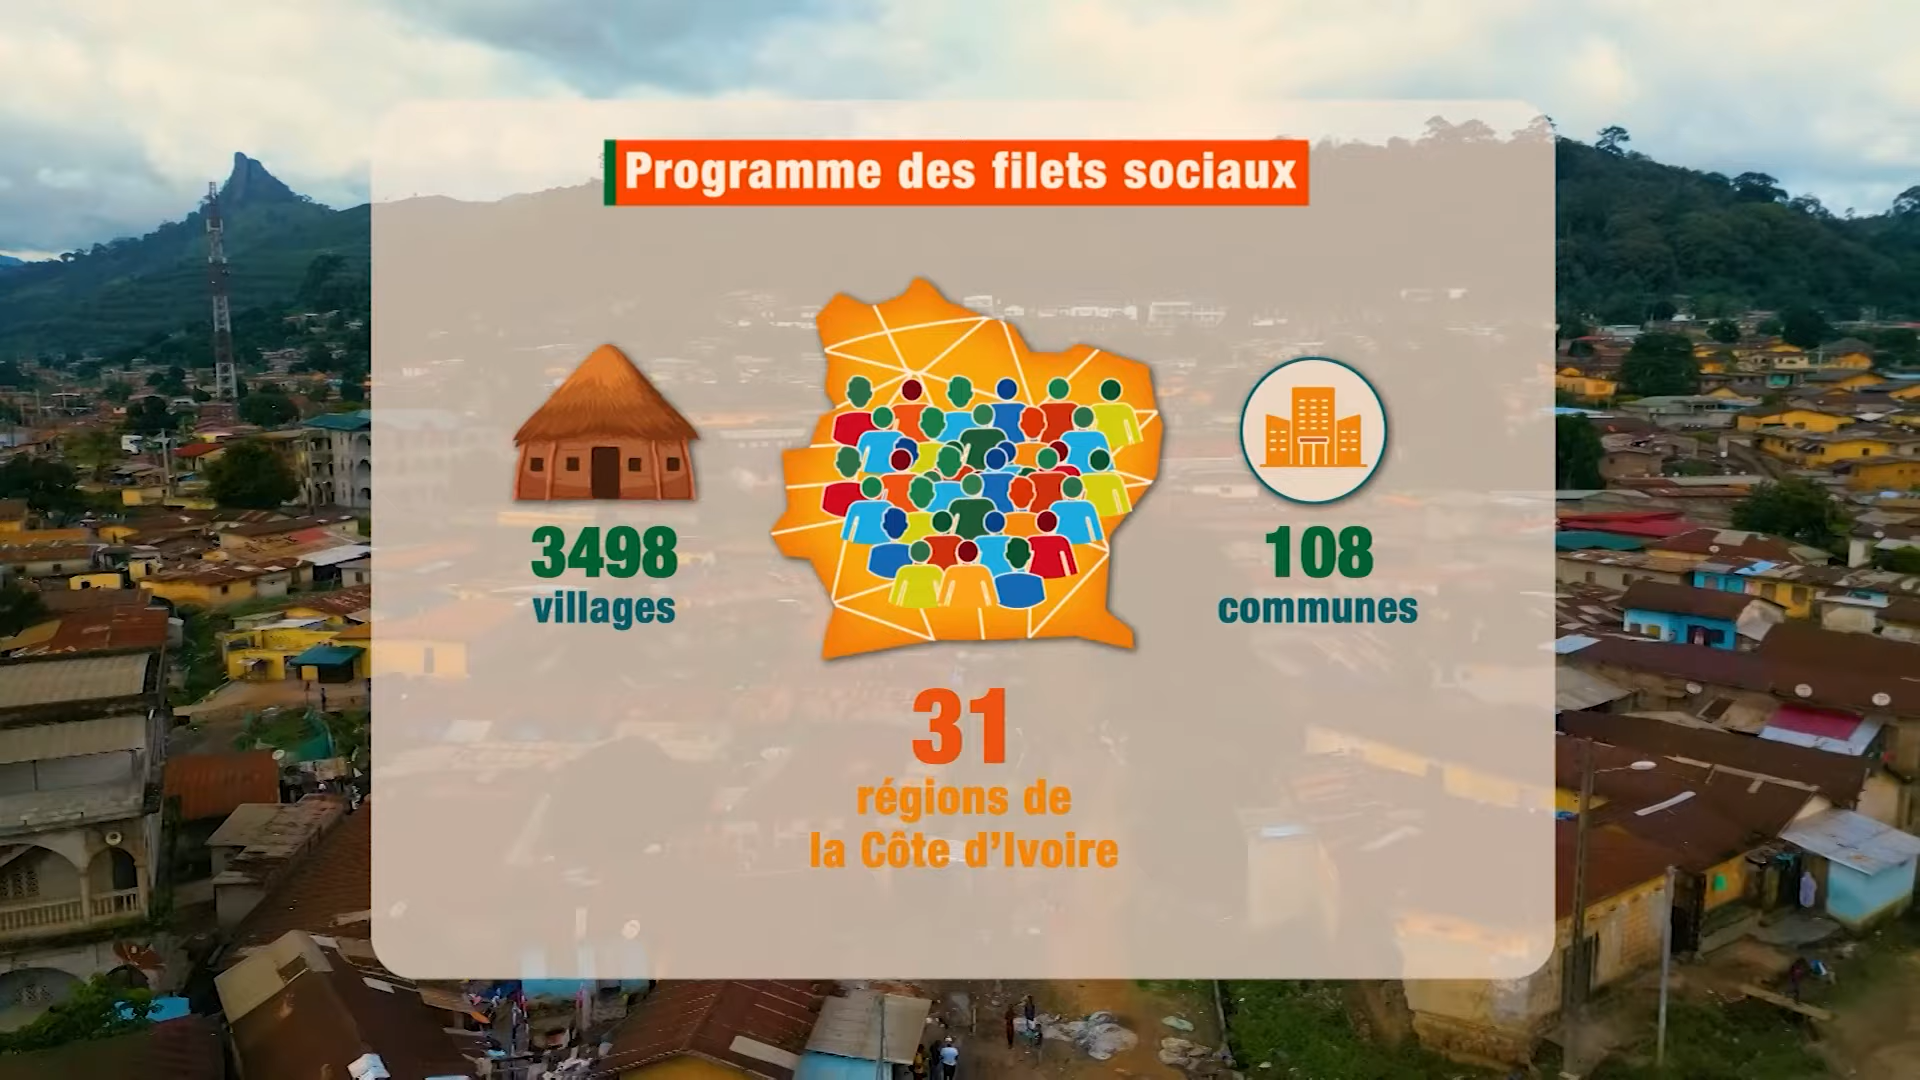 Programme des filets sociaux
3498
villages
108
communes
31
régions de
la Côte d'Ivoire